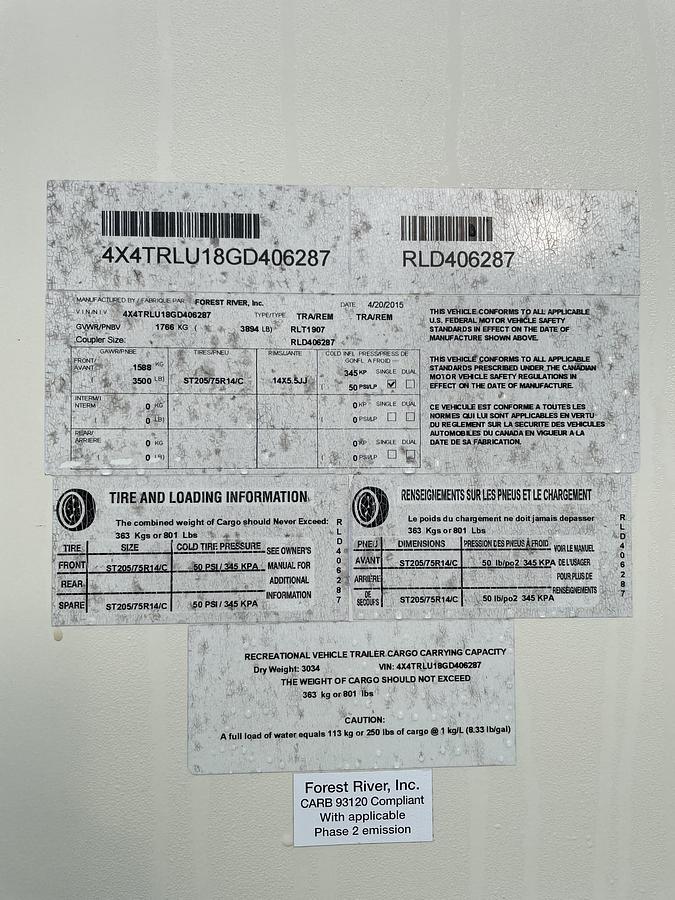 4X4TRLU18GD406287
RLD406287
MANUFACTURED BY / FABRIQUE PAR FOREST RIVER, Inc. DATE 4/20/2015
V.I.N/N.I.V 4X4TRLU18GD406287 TYPE/TYPE TRA/REM TRA/REM
GVWR/PNBV 1766 KG ( 3894 LB) RLT1907
Coupler Size: RLD406287
GAWR/PNBE TIRES/PNEU RIMS/JANTE COLD INFL PRESS/PRESS DE GONFL A FROID
FRONT/ AVANT 1588 KG 345 KP SINGLE DUAL
( 3500 LB) ST205/75R14/C 14X5.5JJ ( 50 PSI/LP
INTERM/ INTERM 0 KG 0 KP SINGLE DUAL
( 0 LB) ( 0 PSI/LP
REAR/ ARRIERE 0 KG 0 KP SINGLE DUAL
( 0 LB) ( 0 PSI/LP
THIS VEHICLE CONFORMS TO ALL APPLICABLE
U.S. FEDERAL MOTOR VEHICLE SAFETY
STANDARDS IN EFFECT ON THE DATE OF
MANUFACTURE SHOWN ABOVE.
THIS VEHICLE CONFORMS TO ALL APPLICABLE
STANDARDS PRESCRIBED UNDER THE CANADIAN
MOTOR VEHICLE SAFETY REGULATIONS IN
EFFECT ON THE DATE OF MANUFACTURE.
CE VEHICULE EST CONFORME A TOUTES LES
NORMES QUI LUI SONT APPLICABLES EN VERTU
DU REGLEMENT SUR LA SECURITE DES VEHICULES
AUTOMOBILES DU CANADA EN VIGUEUR A LA
DATE DE SA FABRICATION.
TIRE AND LOADING INFORMATION
The combined weight of Cargo should Never Exceed:
363 Kgs or 801 Lbs
TIRE SIZE COLD TIRE PRESSURE SEE OWNER'S
FRONT ST205/75R14/C 50 PSI / 345 KPA MANUAL FOR
REAR ADDITIONAL
INFORMATION
SPARE ST205/75R14/C 50 PSI / 345 KPA
RLD406287
RENSEIGNEMENTS SUR LES PNEUS ET LE CHARGEMENT
Le poids du chargement ne doit jamais depasser
363 Kgs or 801 Lbs
PNEU DIMENSIONS PRESSION DES PNEUS À FROID VOIR LE MANUEL
AVANT ST205/75R14/C 50 lb/po2 345 KPA DE L'USAGER
ARRIÈRE POUR PLUS DE
RENSEIGNEMENTS
DE SECOURS ST205/75R14/C 50 lb/po2 345 KPA
RLD406287
RECREATIONAL VEHICLE TRAILER CARGO CARRYING CAPACITY
Dry Weight: 3034 VIN: 4X4TRLU18GD406287
THE WEIGHT OF CARGO SHOULD NOT EXCEED
363 kg or 801 lbs
CAUTION:
A full load of water equals 113 kg or 250 lbs of cargo @ 1 kg/L (8.33 lb/gal)
Forest River, Inc.
CARB 93120 Compliant
With applicable
Phase 2 emission